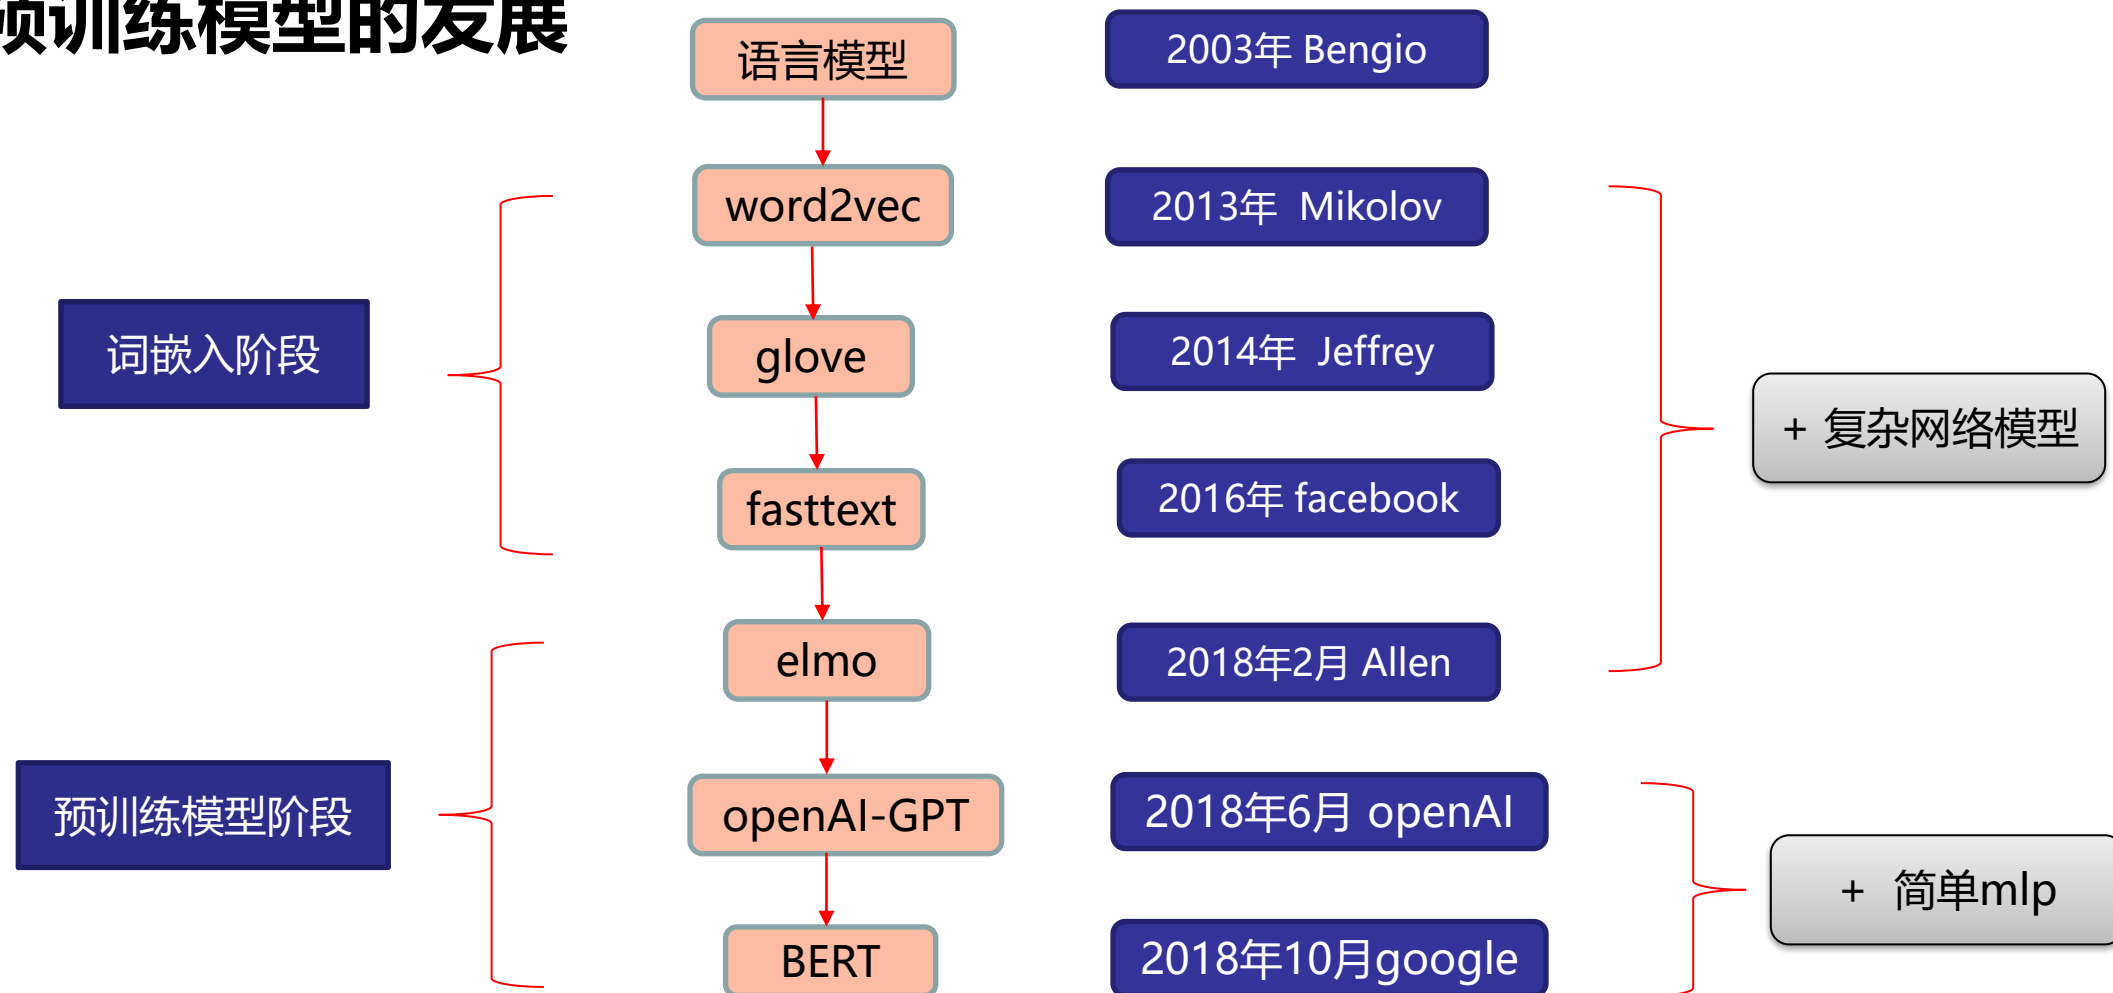 预训练模型的发展
语言模型
2003年 Bengio
word2vec
2013年 Mikolov
词嵌入阶段
glove
2014年 Jeffrey
+ 复杂网络模型
fasttext
2016年 facebook
elmo
2018年2月 Allen
预训练模型阶段
openAI-GPT
2018年6月 openAI
+ 简单mlp
BERT
2018年10月google